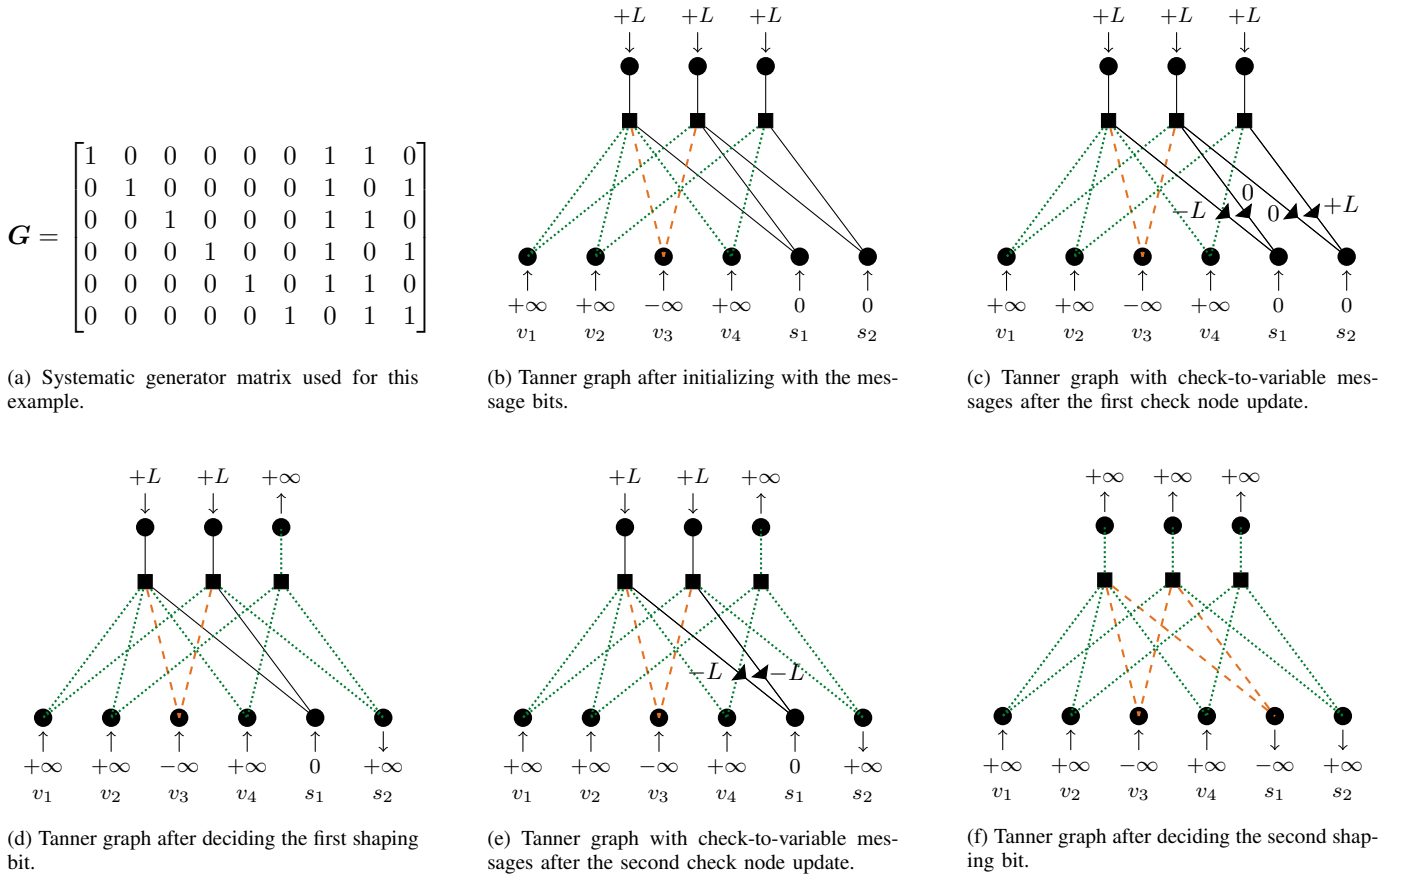 G =
1 0 0 0 0 0 1 1 0
0 1 0 0 0 0 1 0 1
0 0 1 0 0 0 1 1 0
0 0 0 1 0 0 1 0 1
0 0 0 0 1 0 1 1 0
0 0 0 0 0 1 0 1 1
(a) Systematic generator matrix used for this
example.
+L +L +L
+∞ +∞ −∞ +∞ 0 0
v1 v2 v3 v4 s1 s2
(b) Tanner graph after initializing with the mes-
sage bits.
+L +L +L
−L 0 0 +L
+∞ +∞ −∞ +∞ 0 0
v1 v2 v3 v4 s1 s2
(c) Tanner graph with check-to-variable mes-
sages after the first check node update.
+L +L +∞
+∞ +∞ −∞ +∞ 0 +∞
v1 v2 v3 v4 s1 s2
(d) Tanner graph after deciding the first shaping
bit.
+L +L +∞
−L −L
+∞ +∞ −∞ +∞ 0 +∞
v1 v2 v3 v4 s1 s2
(e) Tanner graph with check-to-variable mes-
sages after the second check node update.
+∞ +∞ +∞
+∞ +∞ −∞ +∞ −∞ +∞
v1 v2 v3 v4 s1 s2
(f) Tanner graph after deciding the second shap-
ing bit.